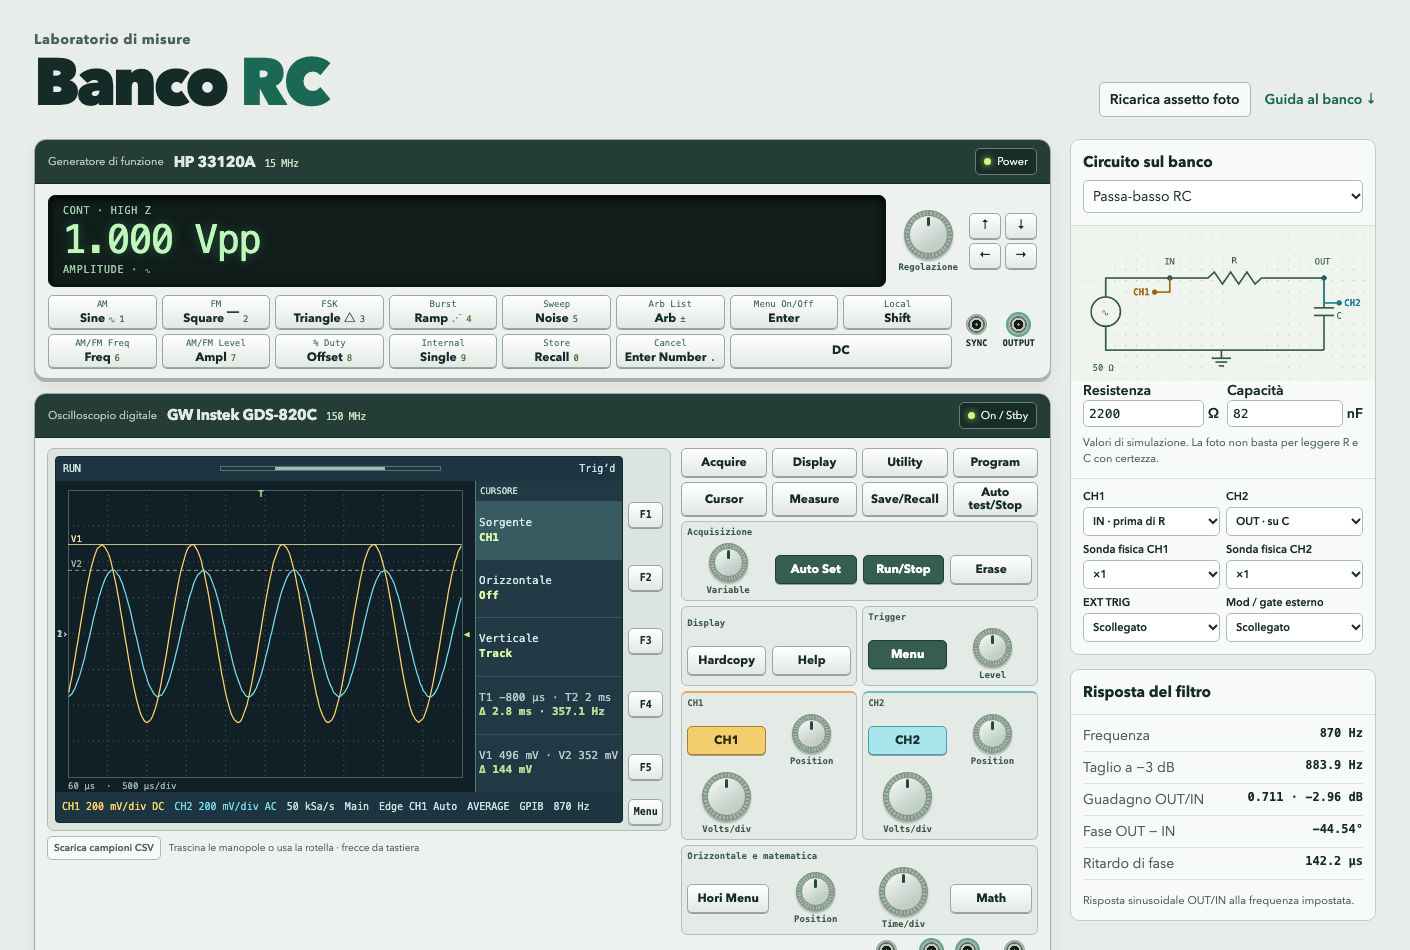 Laboratorio di misure
Banco RC
Ricarica assetto foto
Guida al banco ↓
Generatore di funzione HP 33120A 15 MHz
Power
CONT · HIGH Z
1.000 Vpp
AMPLITUDE · ∿
Regolazione
↑ ↓
← →
AM FM FSK Burst Sweep Arb List Menu On/Off Local
Sine ∿ 1 Square 2 Triangle △ 3 Ramp 4 Noise 5 Arb ± Enter Shift
AM/FM Freq AM/FM Level % Duty Internal Store Cancel
Freq 6 Ampl 7 Offset 8 Single 9 Recall 0 Enter Number . DC
SYNC OUTPUT
Oscilloscopio digitale GW Instek GDS-820C 150 MHz
On / Stby
RUN Trig'd
T
V1
V2
CURSORE
Sorgente
CH1
Orizzontale
Off
Verticale
Track
T1 −800 µs · T2 2 ms
Δ 2.8 ms · 357.1 Hz
V1 496 mV · V2 352 mV
Δ 144 mV
60 µs · 500 µs/div
CH1 200 mV/div DC CH2 200 mV/div AC 50 kSa/s Main Edge CH1 Auto AVERAGE GPIB 870 Hz
F1
F2
F3
F4
F5
Menu
Scarica campioni CSV
Trascina le manopole o usa la rotella · frecce da tastiera
Acquire Display Utility Program
Cursor Measure Save/Recall Auto test/Stop
Acquisizione
Variable
Auto Set Run/Stop Erase
Display
Hardcopy Help
Trigger
Menu
Level
CH1
CH1
Position
Volts/div
CH2
CH2
Position
Volts/div
Orizzontale e matematica
Hori Menu
Position
Time/div
Math
Circuito sul banco
Passa-basso RC
IN R OUT
CH1
CH2
∿
C
50 Ω
Resistenza Capacità
2200 Ω 82 nF
Valori di simulazione. La foto non basta per leggere R e
C con certezza.
CH1 CH2
IN · prima di R OUT · su C
Sonda fisica CH1 Sonda fisica CH2
×1 ×1
EXT TRIG Mod / gate esterno
Scollegato Scollegato
Risposta del filtro
Frequenza 870 Hz
Taglio a −3 dB 883.9 Hz
Guadagno OUT/IN 0.711 · −2.96 dB
Fase OUT − IN −44.54°
Ritardo di fase 142.2 µs
Risposta sinusoidale OUT/IN alla frequenza impostata.